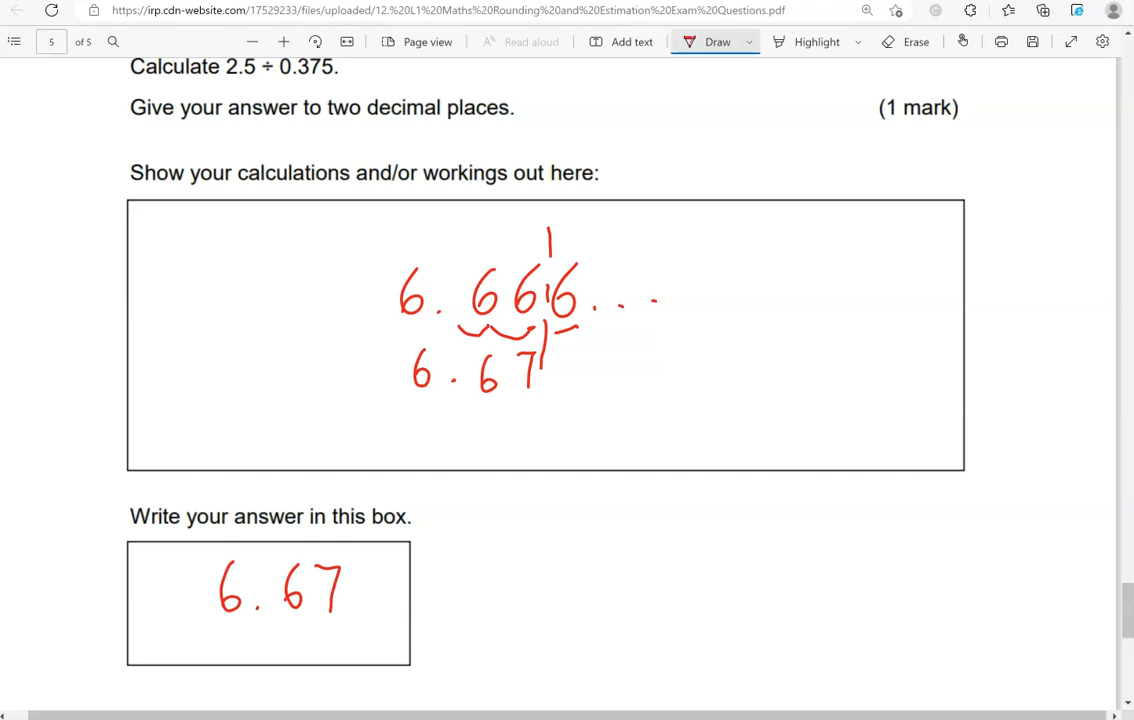 https://irp.cdn-website.com/17529233/files/uploaded/12.%20L1%20Maths%20Rounding%20and%20Estimation%20Exam%20Questions.pdf
5 of 5 Page view Read aloud Add text Draw Highlight Erase
Calculate 2.5 ÷ 0.375.
Give your answer to two decimal places. (1 mark)
Show your calculations and/or workings out here:
1
6.666...
6.67
Write your answer in this box.
6.67